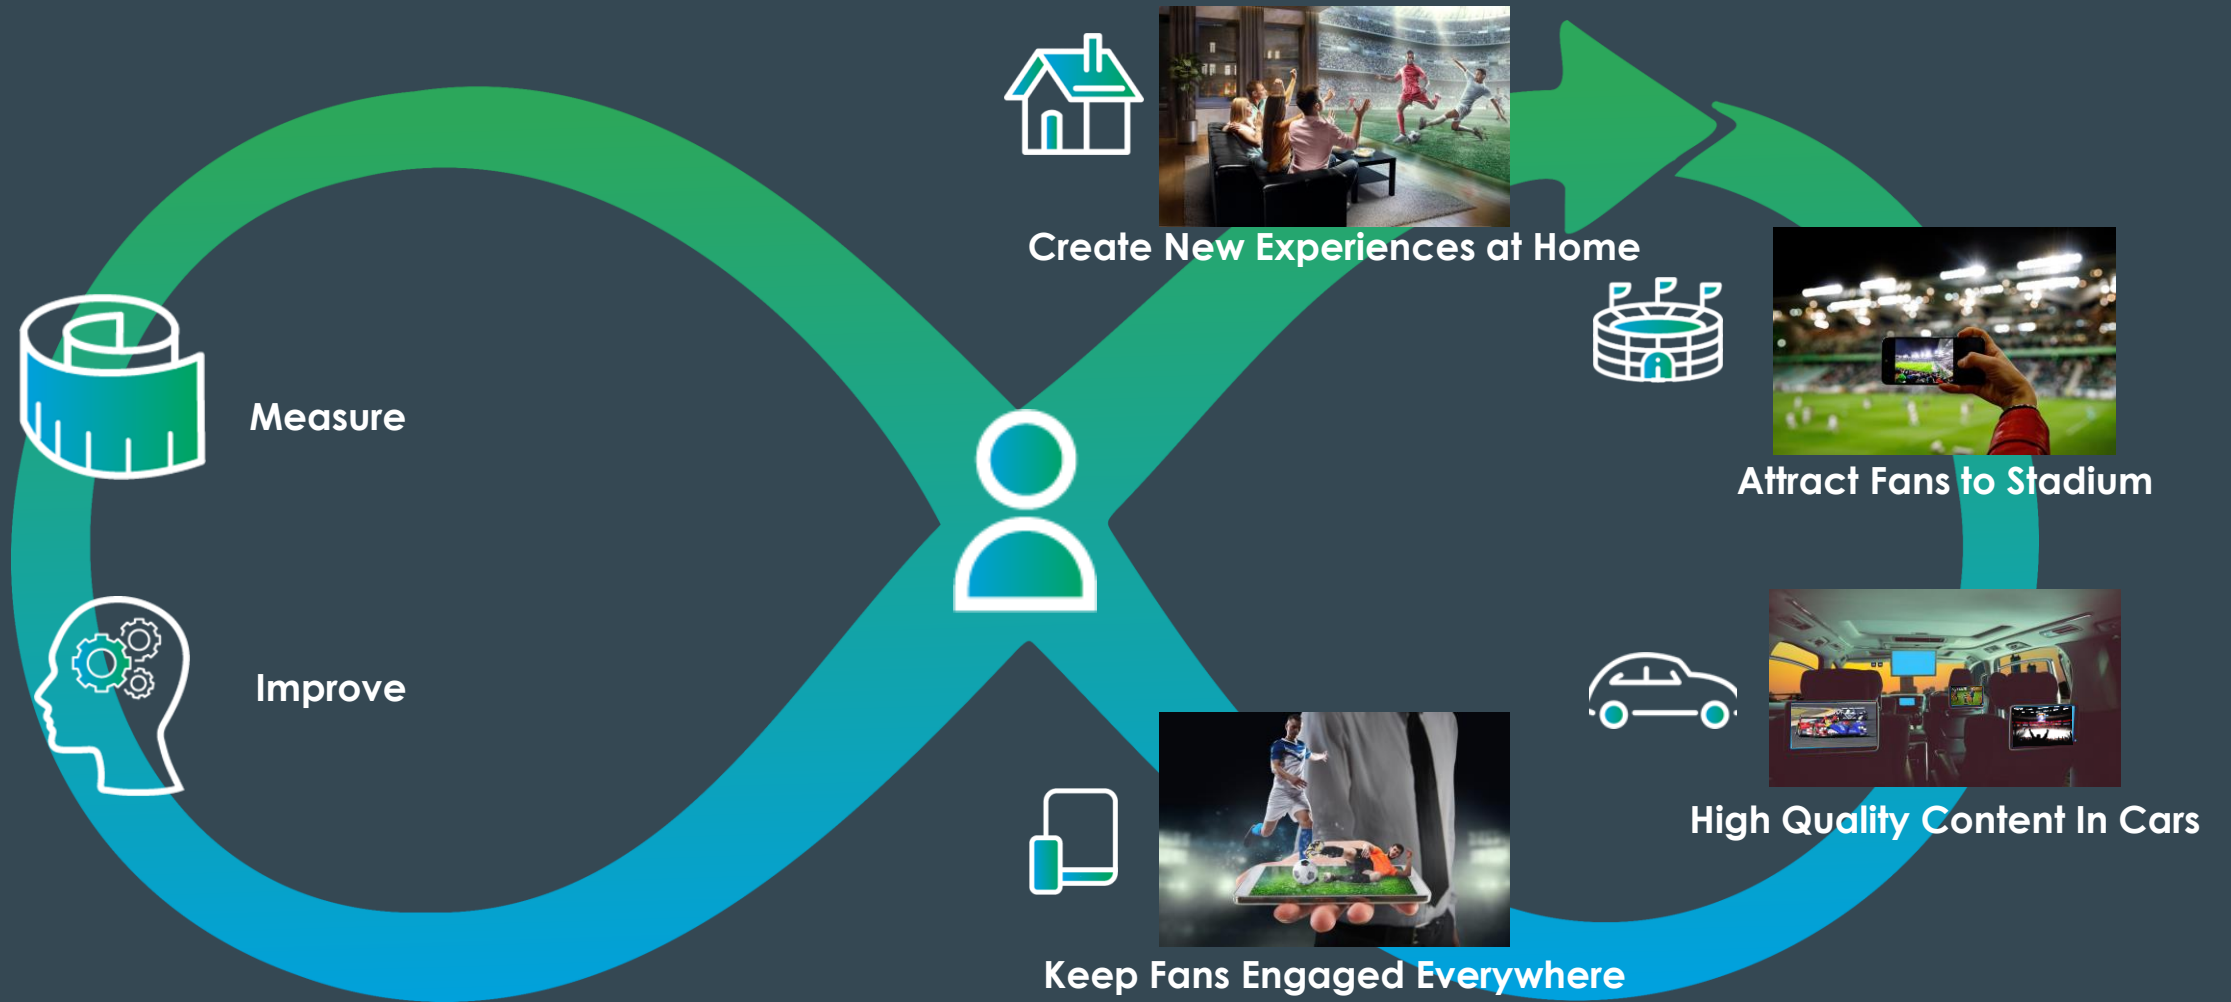 Create New Experiences at Home
Measure
Attract Fans to Stadium
Improve
High Quality Content In Cars
Keep Fans Engaged Everywhere